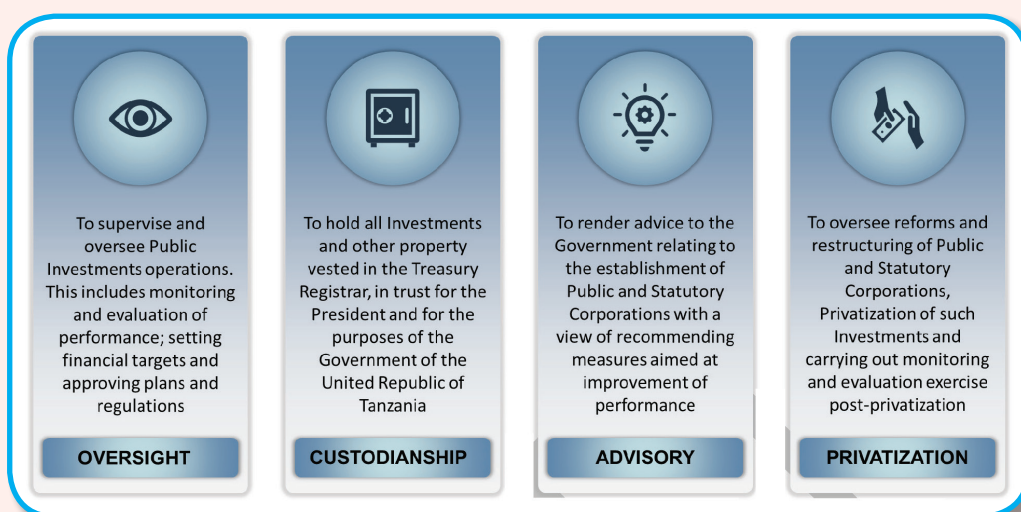 To supervise and
oversee Public
Investments operations.
This includes monitoring
and evaluation of
performance; setting
financial targets and
approving plans and
regulations
OVERSIGHT
To hold all Investments
and other property
vested in the Treasury
Registrar, in trust for the
President and for the
purposes of the
Government of the
United Republic of
Tanzania
CUSTODIANSHIP
To render advice to the
Government relating to
the establishment of
Public and Statutory
Corporations with a
view of recommending
measures aimed at
improvement of
performance
ADVISORY
To oversee reforms and
restructuring of Public
and Statutory
Corporations,
Privatization of such
Investments and
carrying out monitoring
and evaluation exercise
post-privatization
PRIVATIZATION